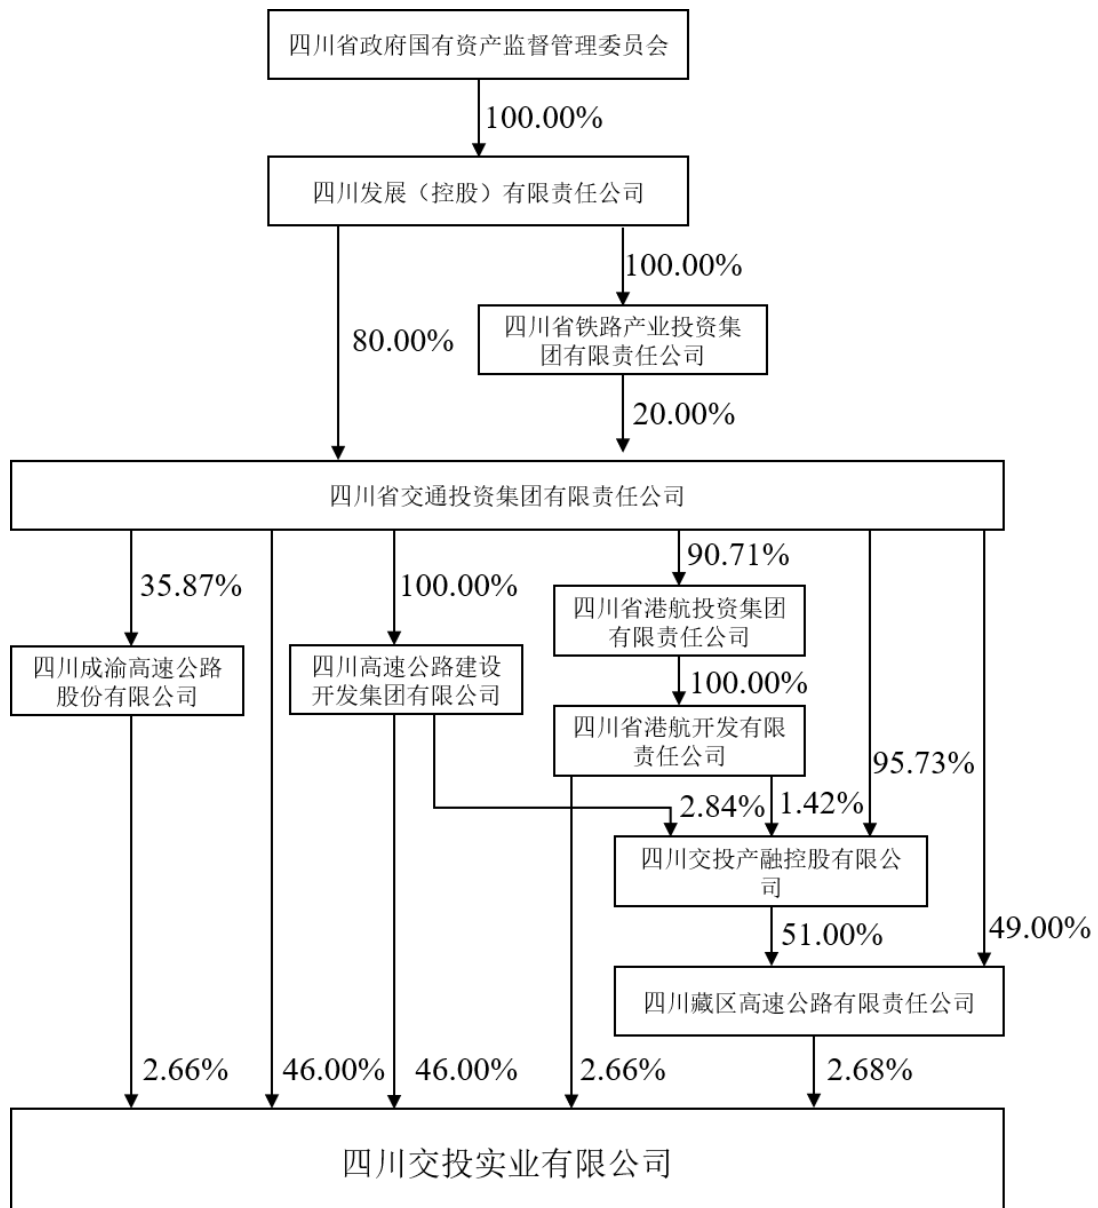 四川省政府国有资产监督管理委员会
100.00%
四川发展（控股）有限责任公司
100.00%
四川省铁路产业投资集
团有限责任公司
80.00%
20.00%
四川省交通投资集团有限责任公司
90.71%
35.87%
100.00%
四川省港航投资集团
有限责任公司
四川成渝高速公路
股份有限公司
四川高速公路建设
开发集团有限公司
100.00%
四川省港航开发有限
责任公司
95.73%
2.84%
1.42%
四川交投产融控股有限公
司
51.00%
49.00%
四川藏区高速公路有限责任公司
2.66%
46.00%
46.00%
2.66%
2.68%
四川交投实业有限公司